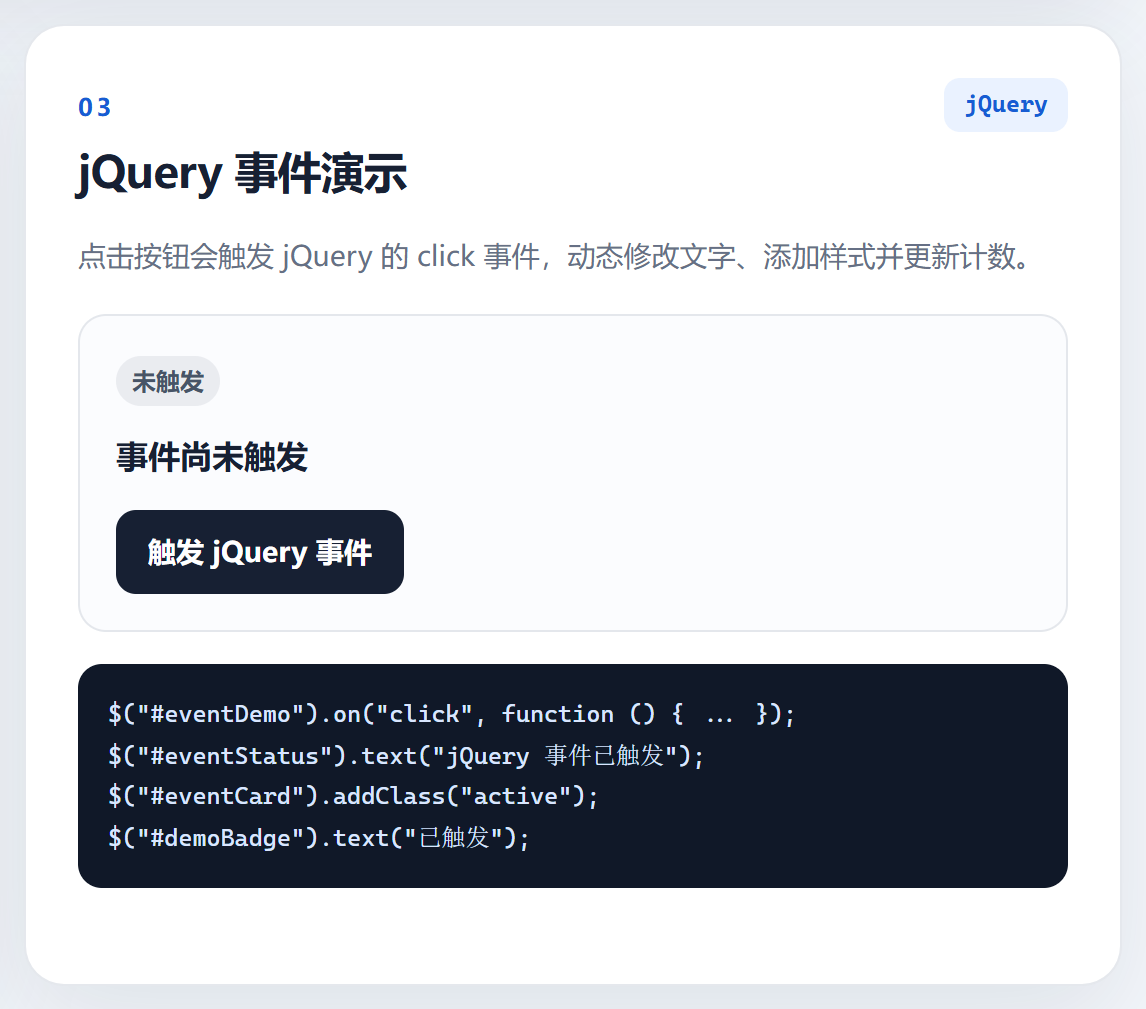 03
jQuery
jQuery 事件演示
点击按钮会触发 jQuery 的 click 事件，动态修改文字、添加样式并更新计数。
未触发
事件尚未触发
触发 jQuery 事件
$("#eventDemo").on("click", function () { ... });
$("#eventStatus").text("jQuery 事件已触发");
$("#eventCard").addClass("active");
$("#demoBadge").text("已触发");